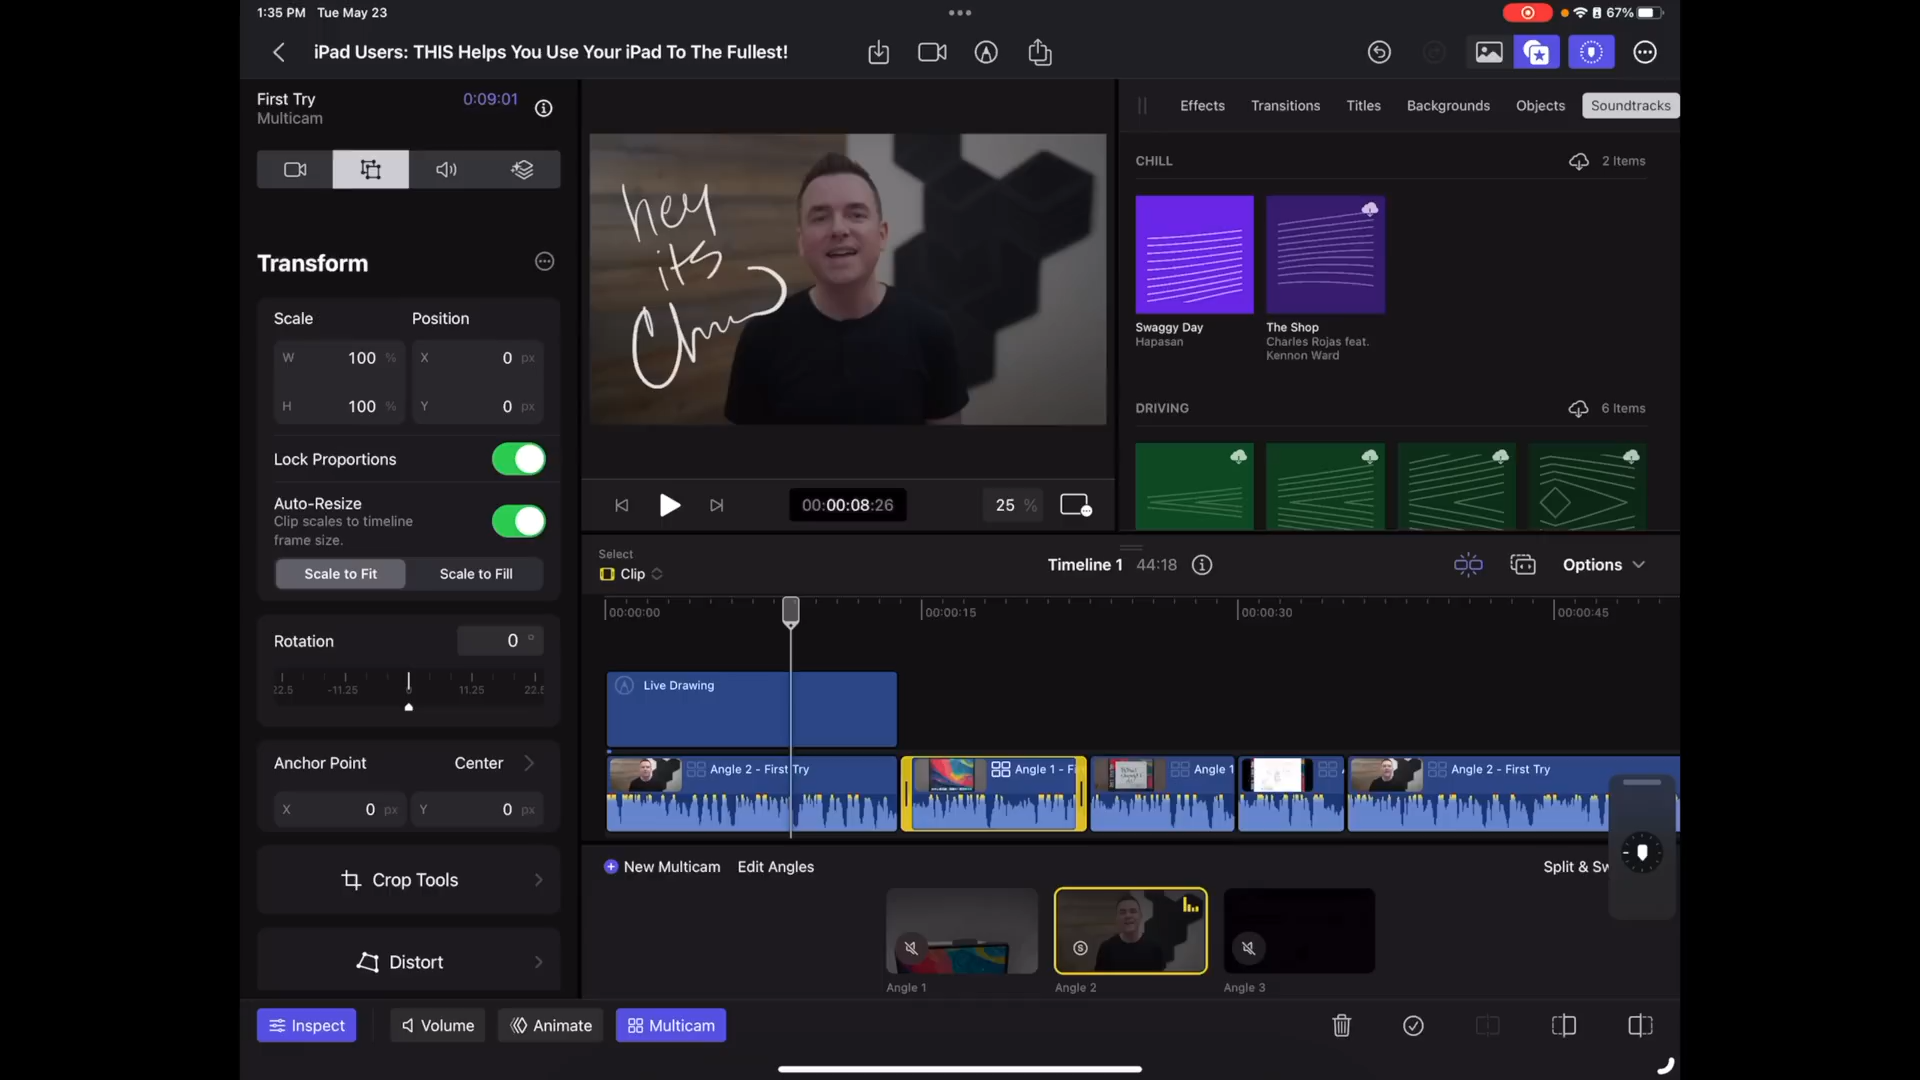 1:35 PM Tue May 23
67%
iPad Users: THIS Helps You Use Your iPad To The Fullest!
First Try 0:09:01
Multicam
Transform
Scale Position
W 100 % X 0 px
H 100 % Y 0 px
Lock Proportions
Auto-Resize
Clip scales to timeline
frame size.
Scale to Fit Scale to Fill
Rotation 0 °
22.5 -11.25 0 11.25 22.5
Anchor Point Center
X 0 px Y 0 px
Crop Tools
Distort
Inspect Volume Animate Multicam
hey
its
00:00:08:26 25 %
Effects Transitions Titles Backgrounds Objects Soundtracks
CHILL 2 Items
Swaggy Day
Hapasan
The Shop
Charles Rojas feat.
Kennon Ward
DRIVING 6 Items
Select
Clip
Timeline 1 44:18 Options
00:00:00 00:00:15 00:00:30 00:00:45
Live Drawing
Angle 2 - First Try Angle 1 - Fi Angle 1 Angle 2 - First Try
New Multicam Edit Angles Split & Sw
Angle 1 Angle 2 Angle 3